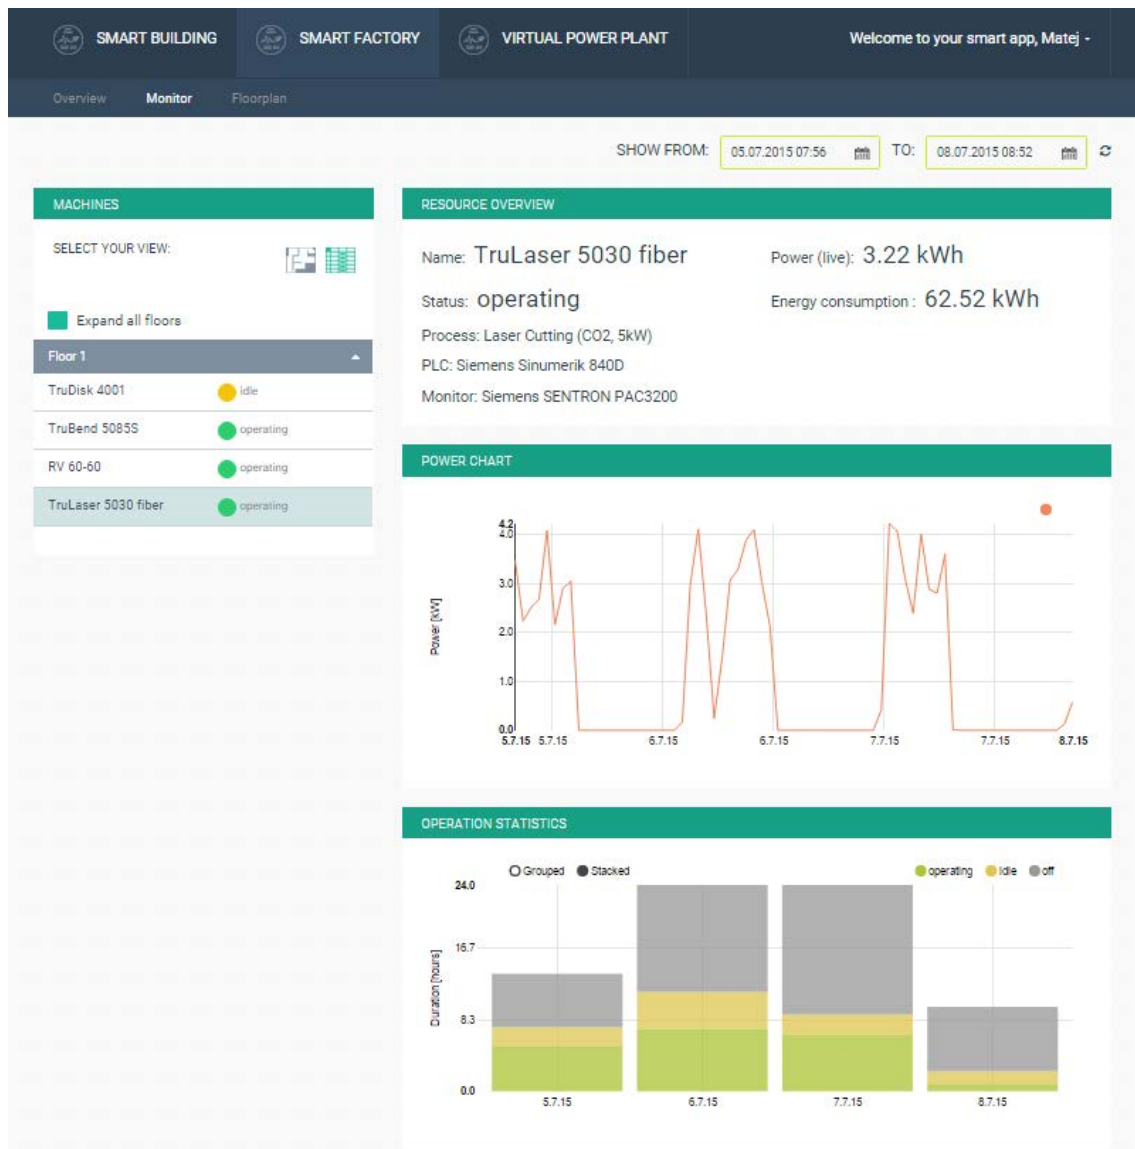 SMART BUILDING SMART FACTORY VIRTUAL POWER PLANT Welcome to your smart app, Matej
Overview Monitor Floorplan
SHOW FROM: 05.07.2015 07:56 TO: 08.07.2015 08:52
MACHINES
SELECT YOUR VIEW:
Expand all floors
Floor 1
TruDisk 4001 idle
TruBend 5085S operating
RV 60-60 operating
TruLaser 5030 fiber operating
RESOURCE OVERVIEW
Name: TruLaser 5030 fiber Power (live): 3.22 kWh
Status: operating Energy consumption : 62.52 kWh
Process: Laser Cutting (CO2, 5kW)
PLC: Siemens Sinumerik 840D
Monitor: Siemens SENTRON PAC3200
POWER CHART
4.2
4.0
3.0
2.0
1.0
0.0
Power [kW]
5.7.15 5.7.15 6.7.15 6.7.15 7.7.15 7.7.15 8.7.15
OPERATION STATISTICS
Grouped Stacked operating idle off
24.0
16.7
8.3
0.0
Duration [hours]
5.7.15 6.7.15 7.7.15 8.7.15